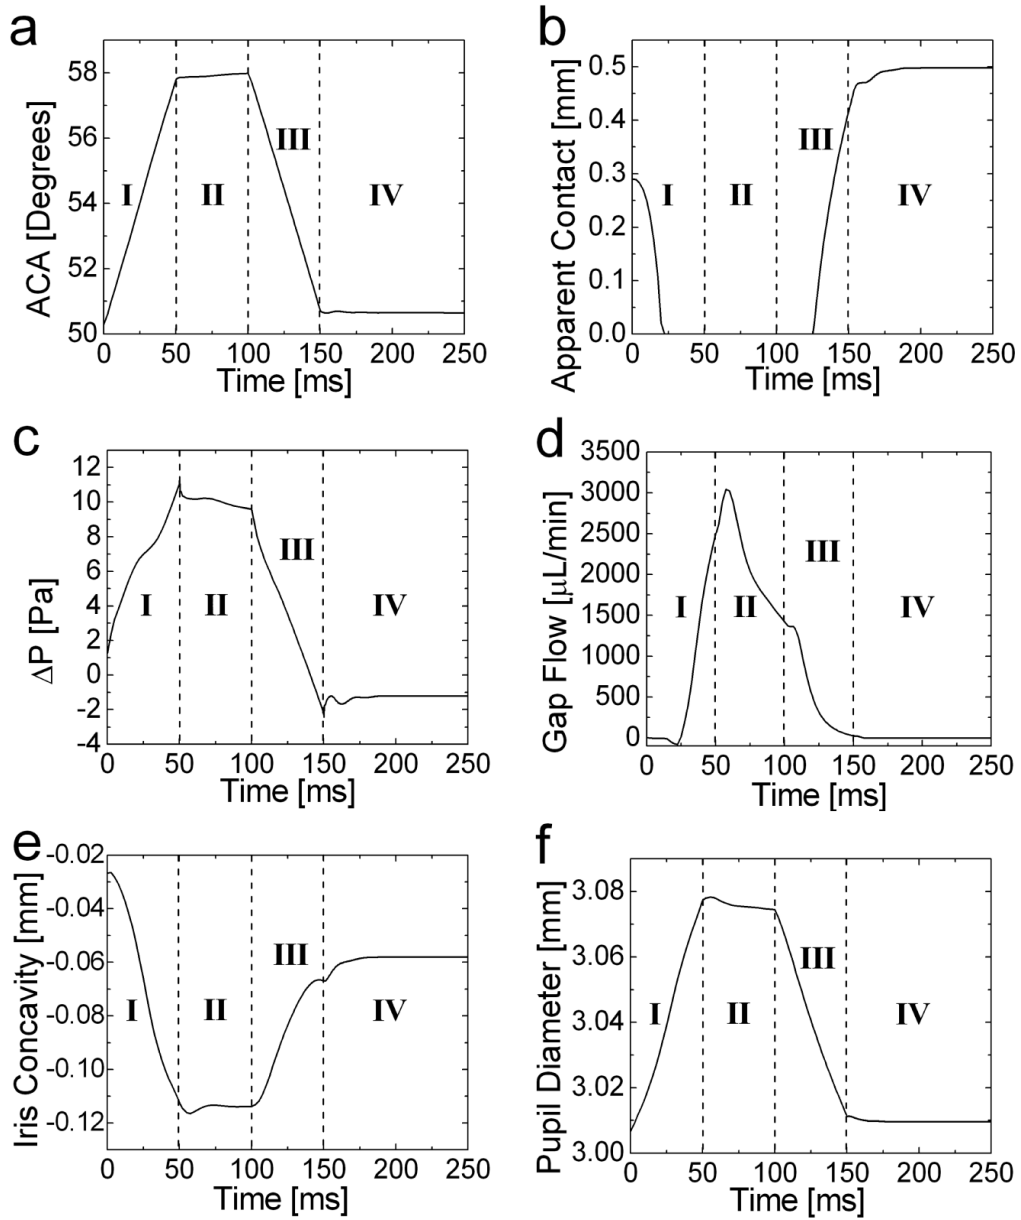 a
ACA [Degrees]
58
56
54
52
50
I
II
III
IV
0 50 100 150 200 250
Time [ms]
b
Apparent Contact [mm]
0.5
0.4
0.3
0.2
0.1
0.0
I
II
III
IV
0 50 100 150 200 250
Time [ms]
c
ΔP [Pa]
12
10
8
6
4
2
0
-2
-4
I
II
III
IV
0 50 100 150 200 250
Time [ms]
d
Gap Flow [μL/min]
3500
3000
2500
2000
1500
1000
500
0
I
II
III
IV
0 50 100 150 200 250
Time [ms]
e
Iris Concavity [mm]
-0.02
-0.04
-0.06
-0.08
-0.10
-0.12
I
II
III
IV
0 50 100 150 200 250
Time [ms]
f
Pupil Diameter [mm]
3.08
3.06
3.04
3.02
3.00
I
II
III
IV
0 50 100 150 200 250
Time [ms]